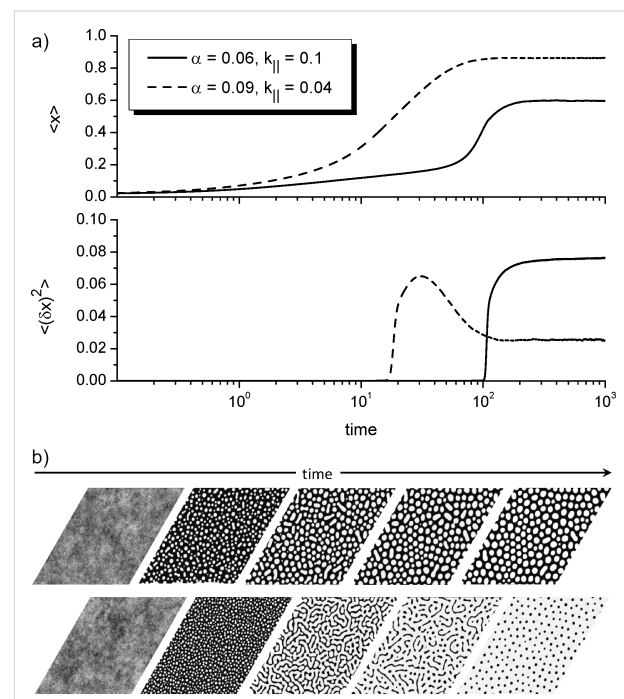 a)
1.0
0.8
0.6
0.4
0.2
0.0
<x>
α = 0.06, k|| = 0.1
α = 0.09, k|| = 0.04
0.10
0.08
0.06
0.04
0.02
0.00
<(δx)²>
10⁰ 10¹ 10² 10³
time
b)
time